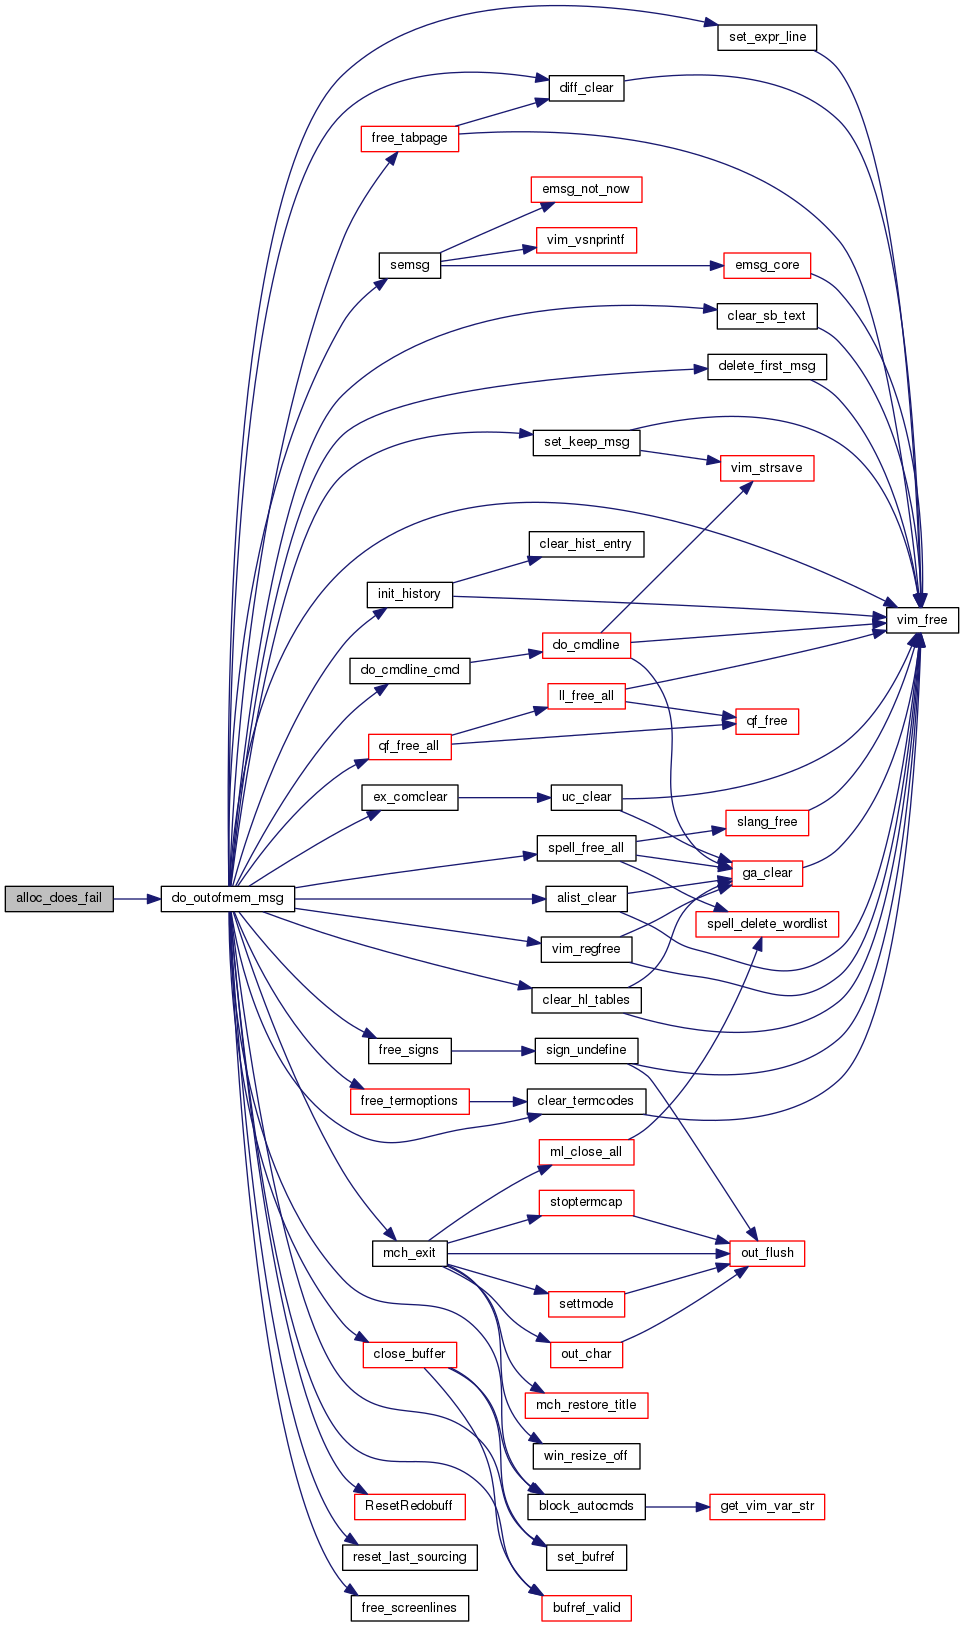 set_expr_line
diff_clear
free_tabpage
emsg_not_now
vim_vsnprintf
semsg
emsg_core
clear_sb_text
delete_first_msg
set_keep_msg
vim_strsave
clear_hist_entry
init_history
vim_free
do_cmdline
do_cmdline_cmd
ll_free_all
qf_free
qf_free_all
ex_comclear
uc_clear
slang_free
spell_free_all
ga_clear
alloc_does_fail
do_outofmem_msg
alist_clear
spell_delete_wordlist
vim_regfree
clear_hl_tables
free_signs
sign_undefine
free_termoptions
clear_termcodes
ml_close_all
stoptermcap
mch_exit
out_flush
settmode
close_buffer
out_char
mch_restore_title
win_resize_off
ResetRedobuff
block_autocmds
get_vim_var_str
reset_last_sourcing
set_bufref
free_screenlines
bufref_valid